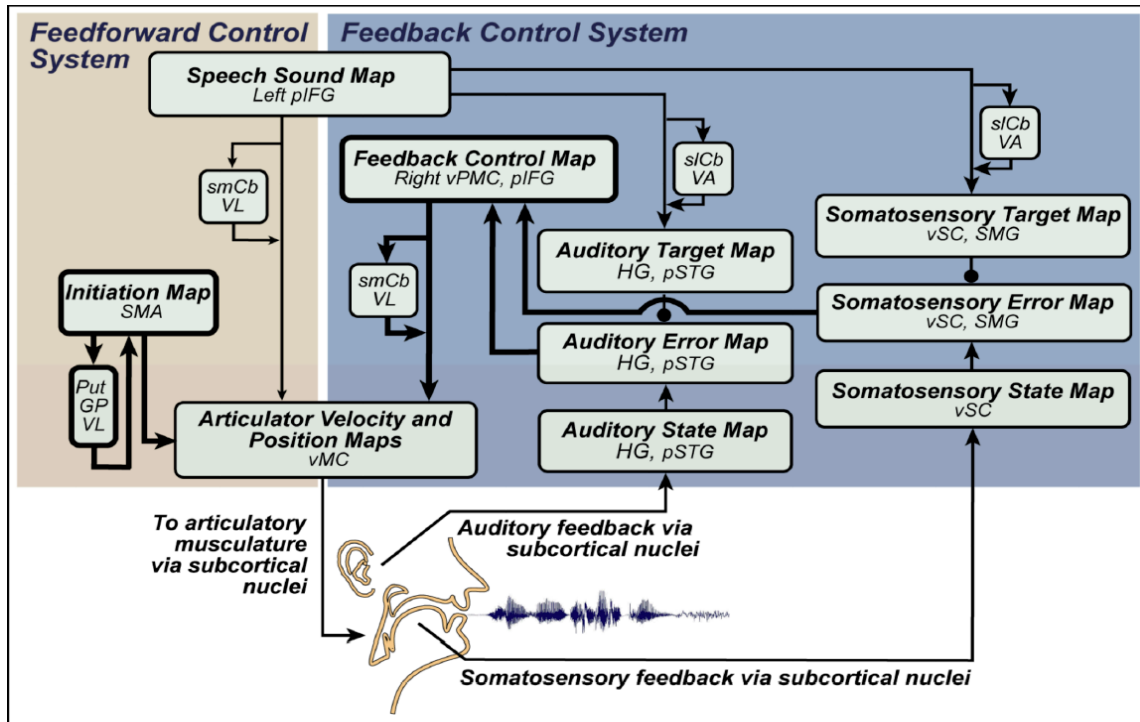 Feedforward Control
System
Feedback Control System
Speech Sound Map
Left pIFG
smCb
VL
Feedback Control Map
Right vPMC, pIFG
slCb
VA
slCb
VA
smCb
VL
Auditory Target Map
HG, pSTG
Somatosensory Target Map
vSC, SMG
Initiation Map
SMA
Auditory Error Map
HG, pSTG
Somatosensory Error Map
vSC, SMG
Put
GP
VL
Articulator Velocity and
Position Maps
vMC
Auditory State Map
HG, pSTG
Somatosensory State Map
vSC
To articulatory
musculature
via subcortical
nuclei
Auditory feedback via
subcortical nuclei
Somatosensory feedback via subcortical nuclei